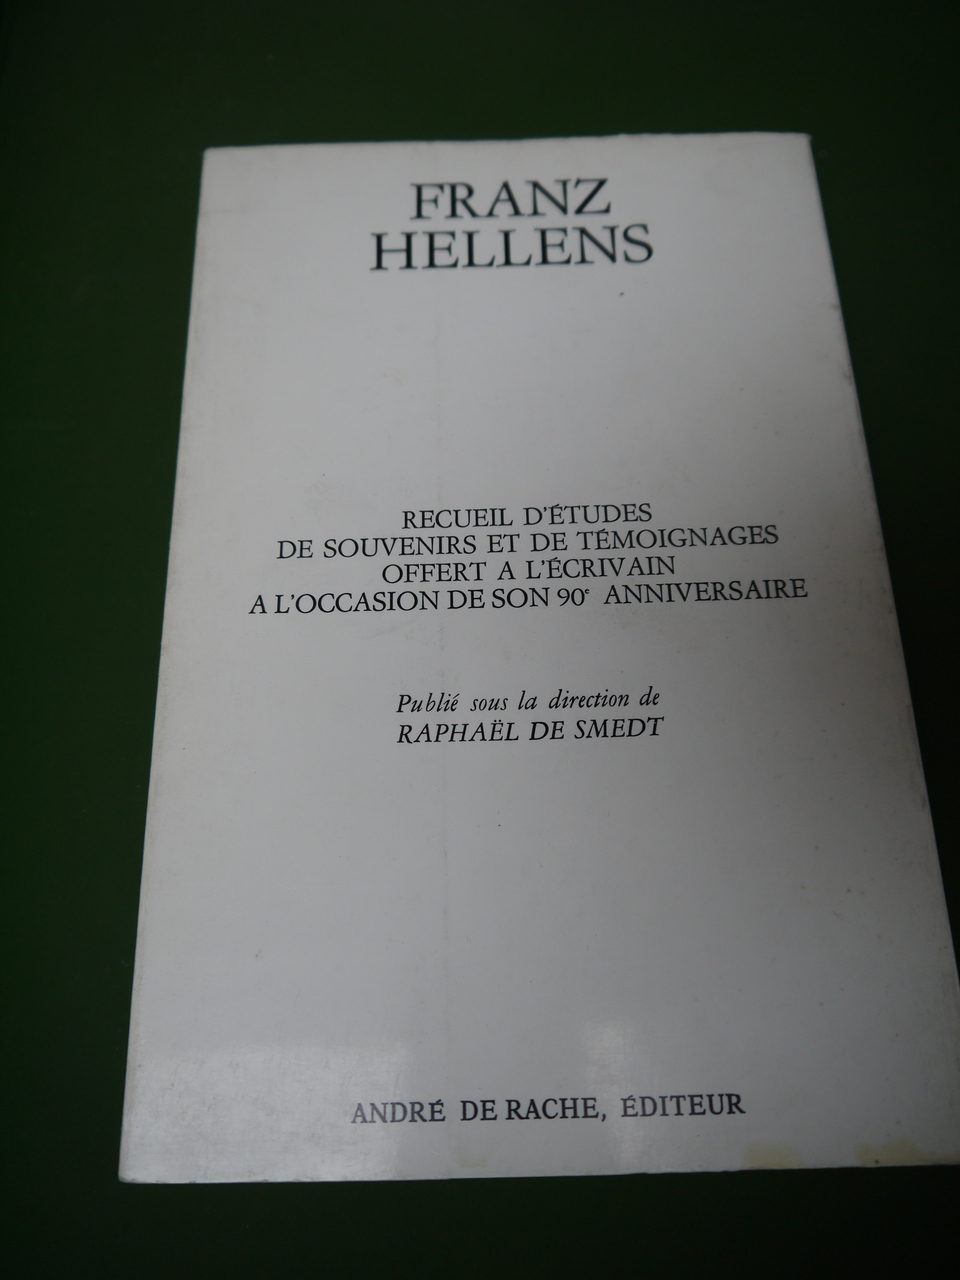 FRANZ
HELLENS
RECUEIL D'ÉTUDES
DE SOUVENIRS ET DE TÉMOIGNAGES
OFFERT A L'ÉCRIVAIN
A L'OCCASION DE SON 90e ANNIVERSAIRE
Publié sous la direction de
RAPHAËL DE SMEDT
ANDRÉ DE RACHE, ÉDITEUR